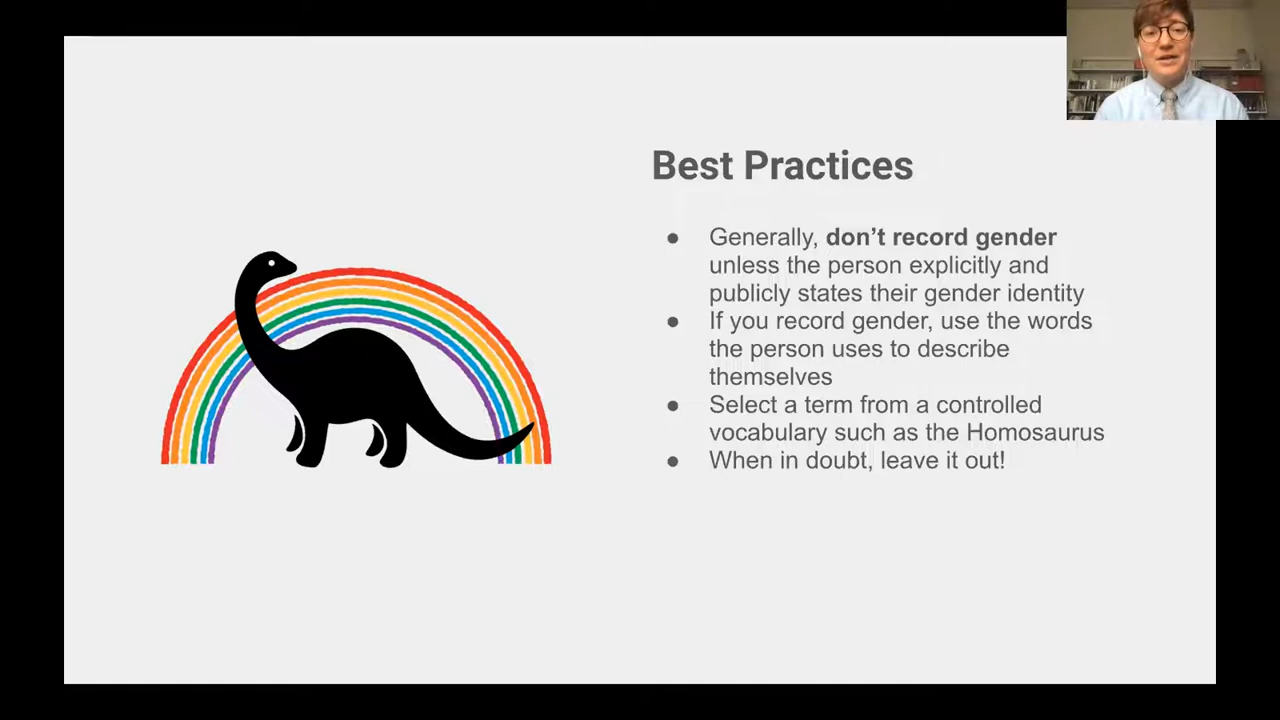 Best Practices
● Generally, don’t record gender
unless the person explicitly and
publicly states their gender identity
● If you record gender, use the words
the person uses to describe
themselves
● Select a term from a controlled
vocabulary such as the Homosaurus
● When in doubt, leave it out!